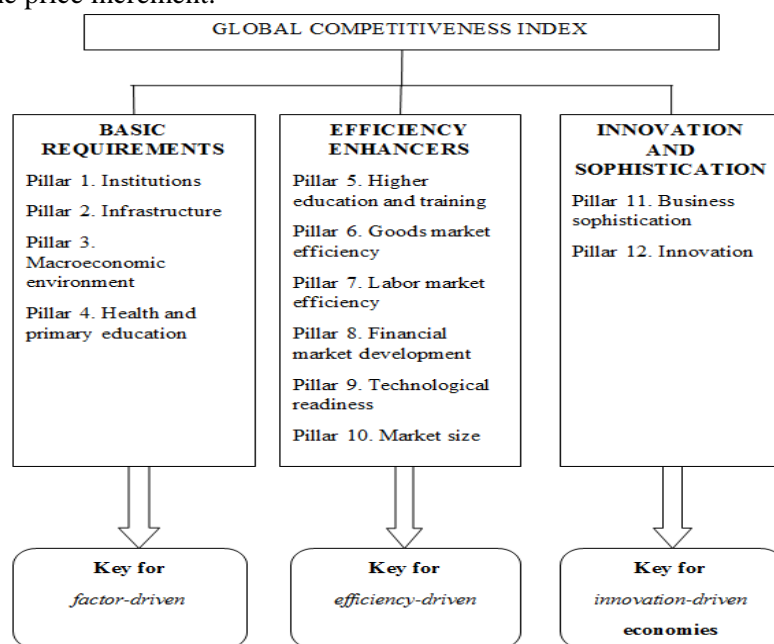 the price increment.
GLOBAL COMPETITIVENESS INDEX
BASIC
REQUIREMENTS
Pillar 1. Institutions
Pillar 2. Infrastructure
Pillar 3.
Macroeconomic
environment
Pillar 4. Health and
primary education
EFFICIENCY
ENHANCERS
Pillar 5. Higher
education and training
Pillar 6. Goods market
efficiency
Pillar 7. Labor market
efficiency
Pillar 8. Financial
market development
Pillar 9. Technological
readiness
Pillar 10. Market size
INNOVATION
AND
SOPHISTICATION
Pillar 11. Business
sophistication
Pillar 12. Innovation
Key for
factor-driven
Key for
efficiency-driven
Key for
innovation-driven
economies